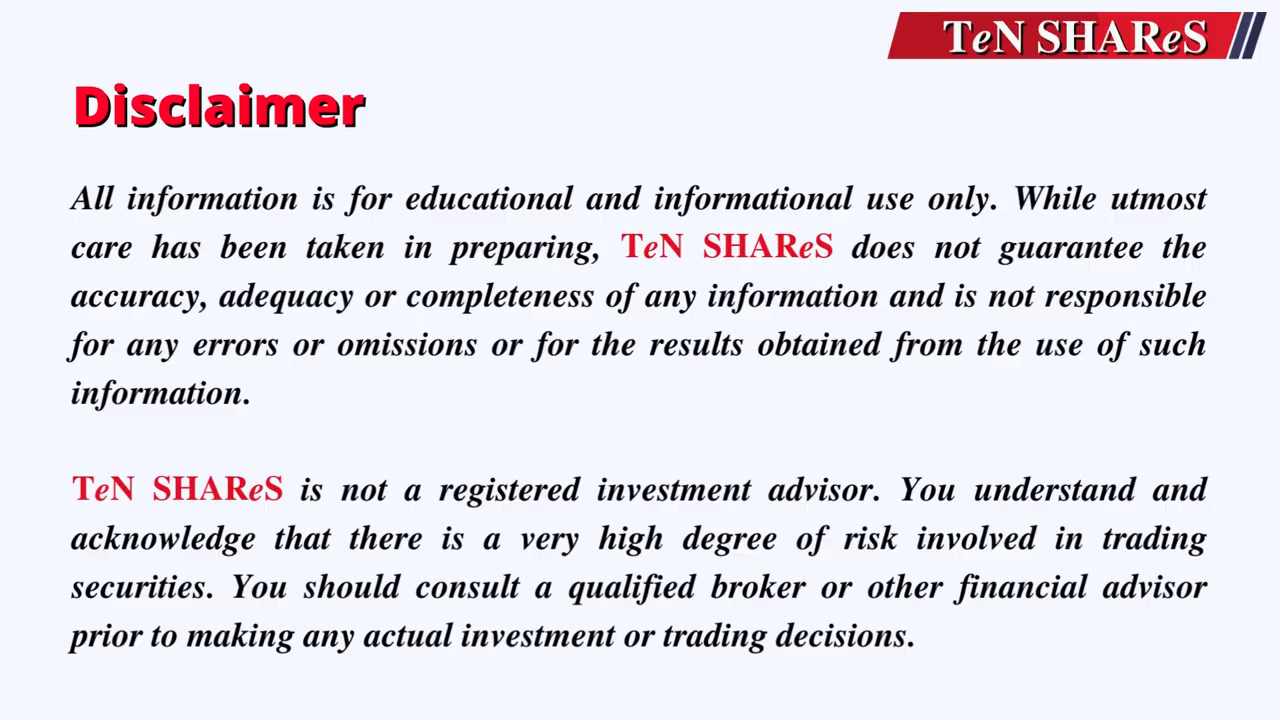 TeN SHAReS
Disclaimer
All information is for educational and informational use only. While utmost
care has been taken in preparing, TeN SHAReS does not guarantee the
accuracy, adequacy or completeness of any information and is not responsible
for any errors or omissions or for the results obtained from the use of such
information.
TeN SHAReS is not a registered investment advisor. You understand and
acknowledge that there is a very high degree of risk involved in trading
securities. You should consult a qualified broker or other financial advisor
prior to making any actual investment or trading decisions.